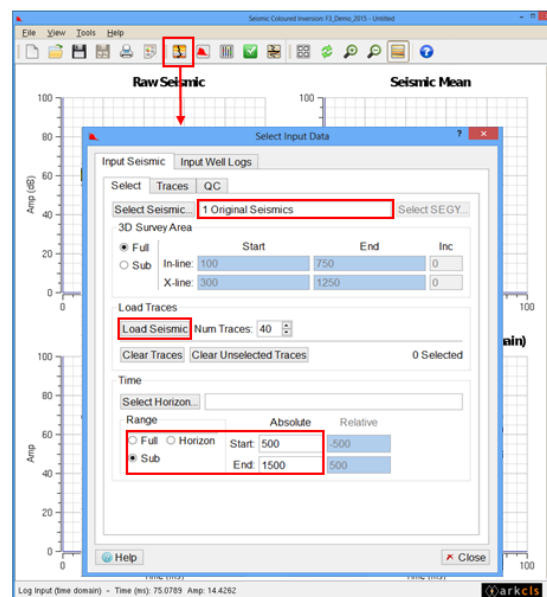 Seismic Coloured Inversion: F3_Demo_2015 - Untitled
File View Tools Help
Raw Seismic
Seismic Mean
100
80
60
40
20
0
Amp (dB)
0
100
100
Select Input Data
Input Seismic Input Well Logs
Select Traces QC
Select Seismic... 1 Original Seismics Select SEGY...
3D Survey Area
Full Start End Inc
Sub In-line: 100 750 0
X-line: 300 1250 0
Load Traces
Load Seismic Num Traces: 40
Clear Traces Clear Unselected Traces 0 Selected
Time
Select Horizon...
Range Absolute Relative
Full Horizon Start: 500 -500
Sub End: 1500 500
Help Close
ain)
100
80
60
40
20
0
Amp
0
100
Log Input (time domain) - Time (ms): 75.0789 Amp: 14.4262
arkcls